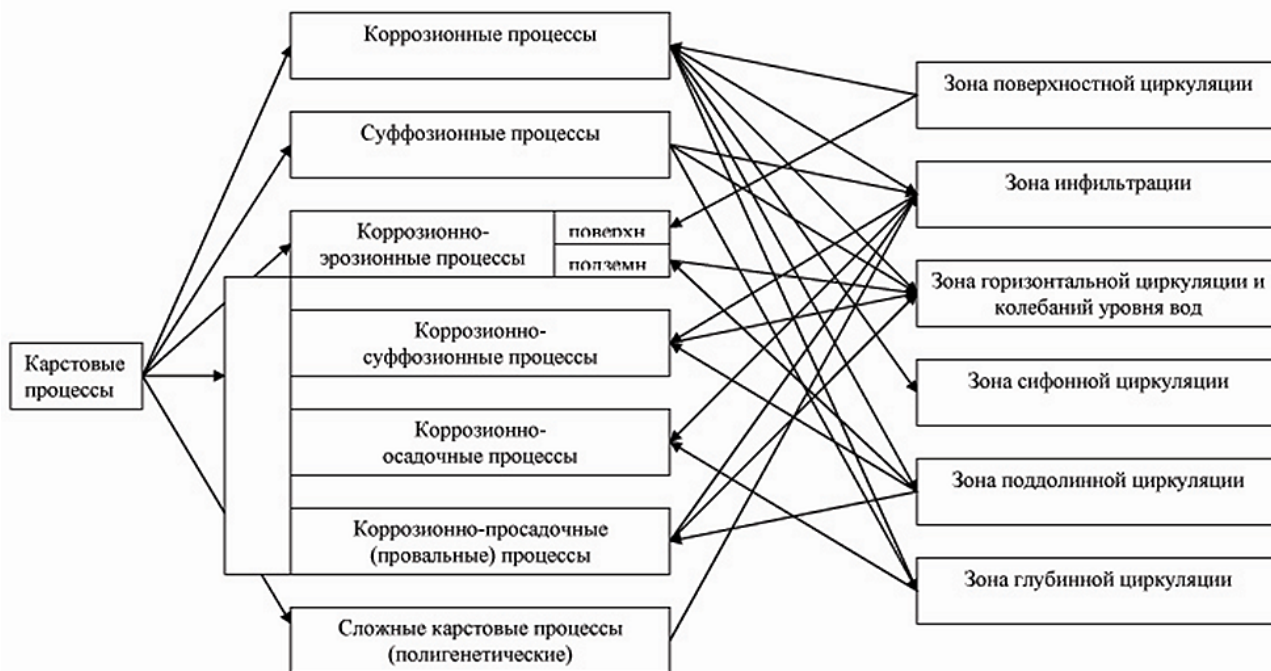 Карстовые
процессы
Коррозионные процессы
Суффозионные процессы
Коррозионно-
эрозионные процессы
поверхн
подземн
Коррозионно-
суффозионные процессы
Коррозионно-
осадочные процессы
Коррозионно-просадочные
(провальные) процессы
Сложные карстовые процессы
(полигенетические)
Зона поверхностной циркуляции
Зона инфильтрации
Зона горизонтальной циркуляции и
колебаний уровня вод
Зона сифонной циркуляции
Зона поддолинной циркуляции
Зона глубинной циркуляции